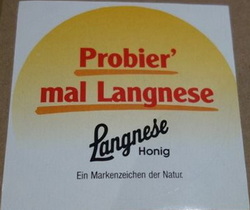 Probier'
mal Langnese
Langnese
Honig
Ein Markenzeichen der Natur.